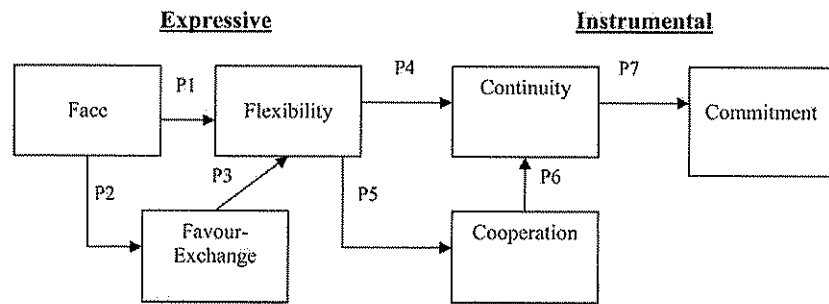 Expressive
Instrumental
Face
P1
Flexibility
P4
Continuity
P7
Commitment
P2
P3
P5
P6
Favour-
Exchange
Cooperation